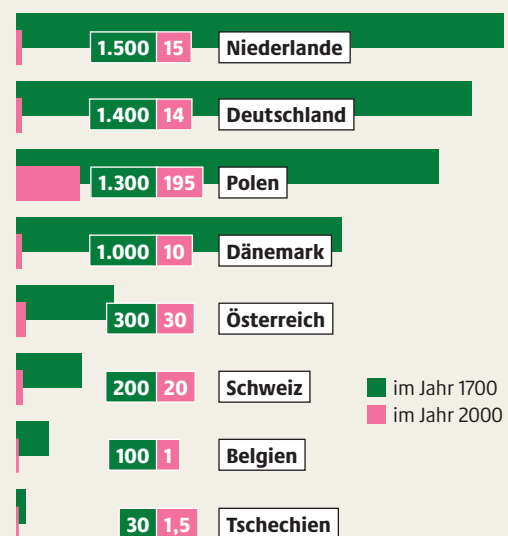 1.500 15 Niederlande
1.400 14 Deutschland
1.300 195 Polen
1.000 10 Dänemark
300 30 Österreich
200 20 Schweiz
im Jahr 1700
im Jahr 2000
100 1 Belgien
30 1,5 Tschechien